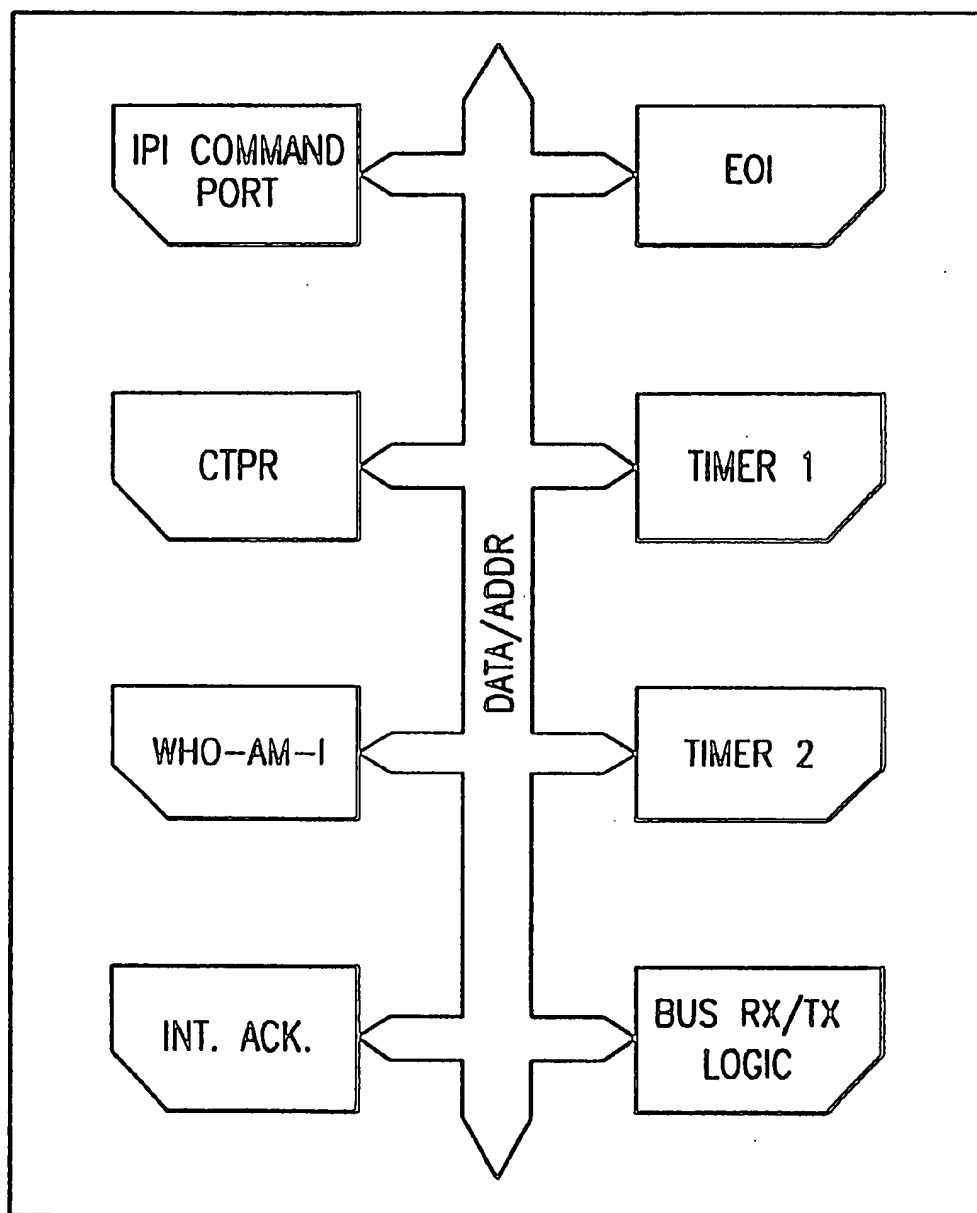 IPI COMMAND
PORT
EOI
CTPR
TIMER 1
DATA/ADDR
WHO-AM-I
TIMER 2
INT. ACK.
BUS RX/TX
LOGIC